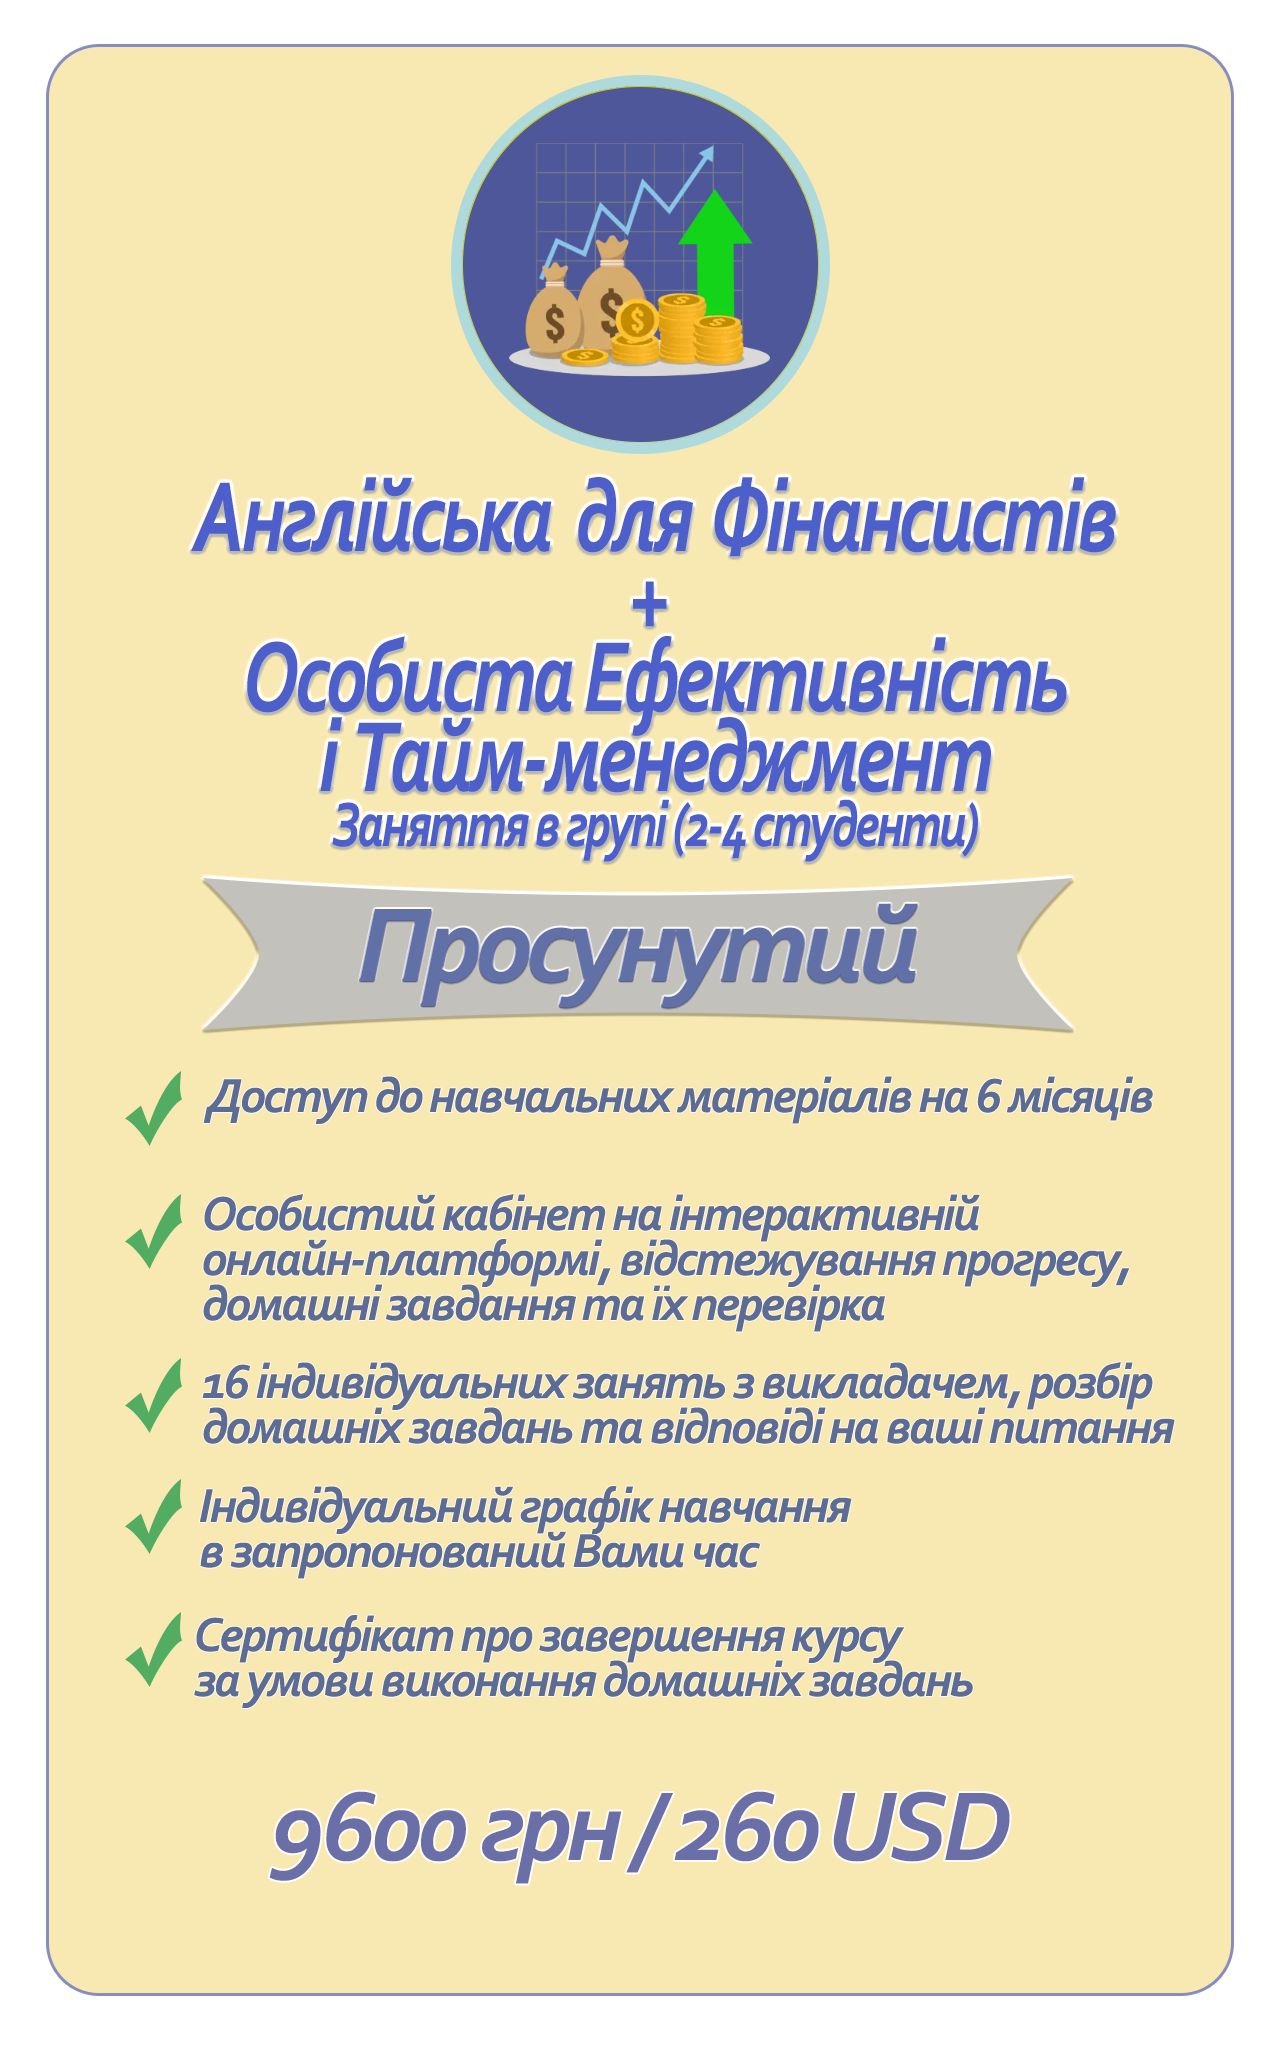 Англійська для Фінансистів
+
Особиста Ефективність
і Тайм-менеджмент
Заняття в групі (2-4 студенти)
Просунутий
Доступ до навчальних матеріалів на 6 місяців
Особистий кабінет на інтерактивній
онлайн-платформі, відстежування прогресу,
домашні завдання та їх перевірка
16 індивідуальних занять з викладачем, розбір
домашніх завдань та відповіді на ваші питання
Індивідуальний графік навчання
в запропонований Вами час
Сертифікат про завершення курсу
за умови виконання домашніх завдань
9600 грн / 260 USD